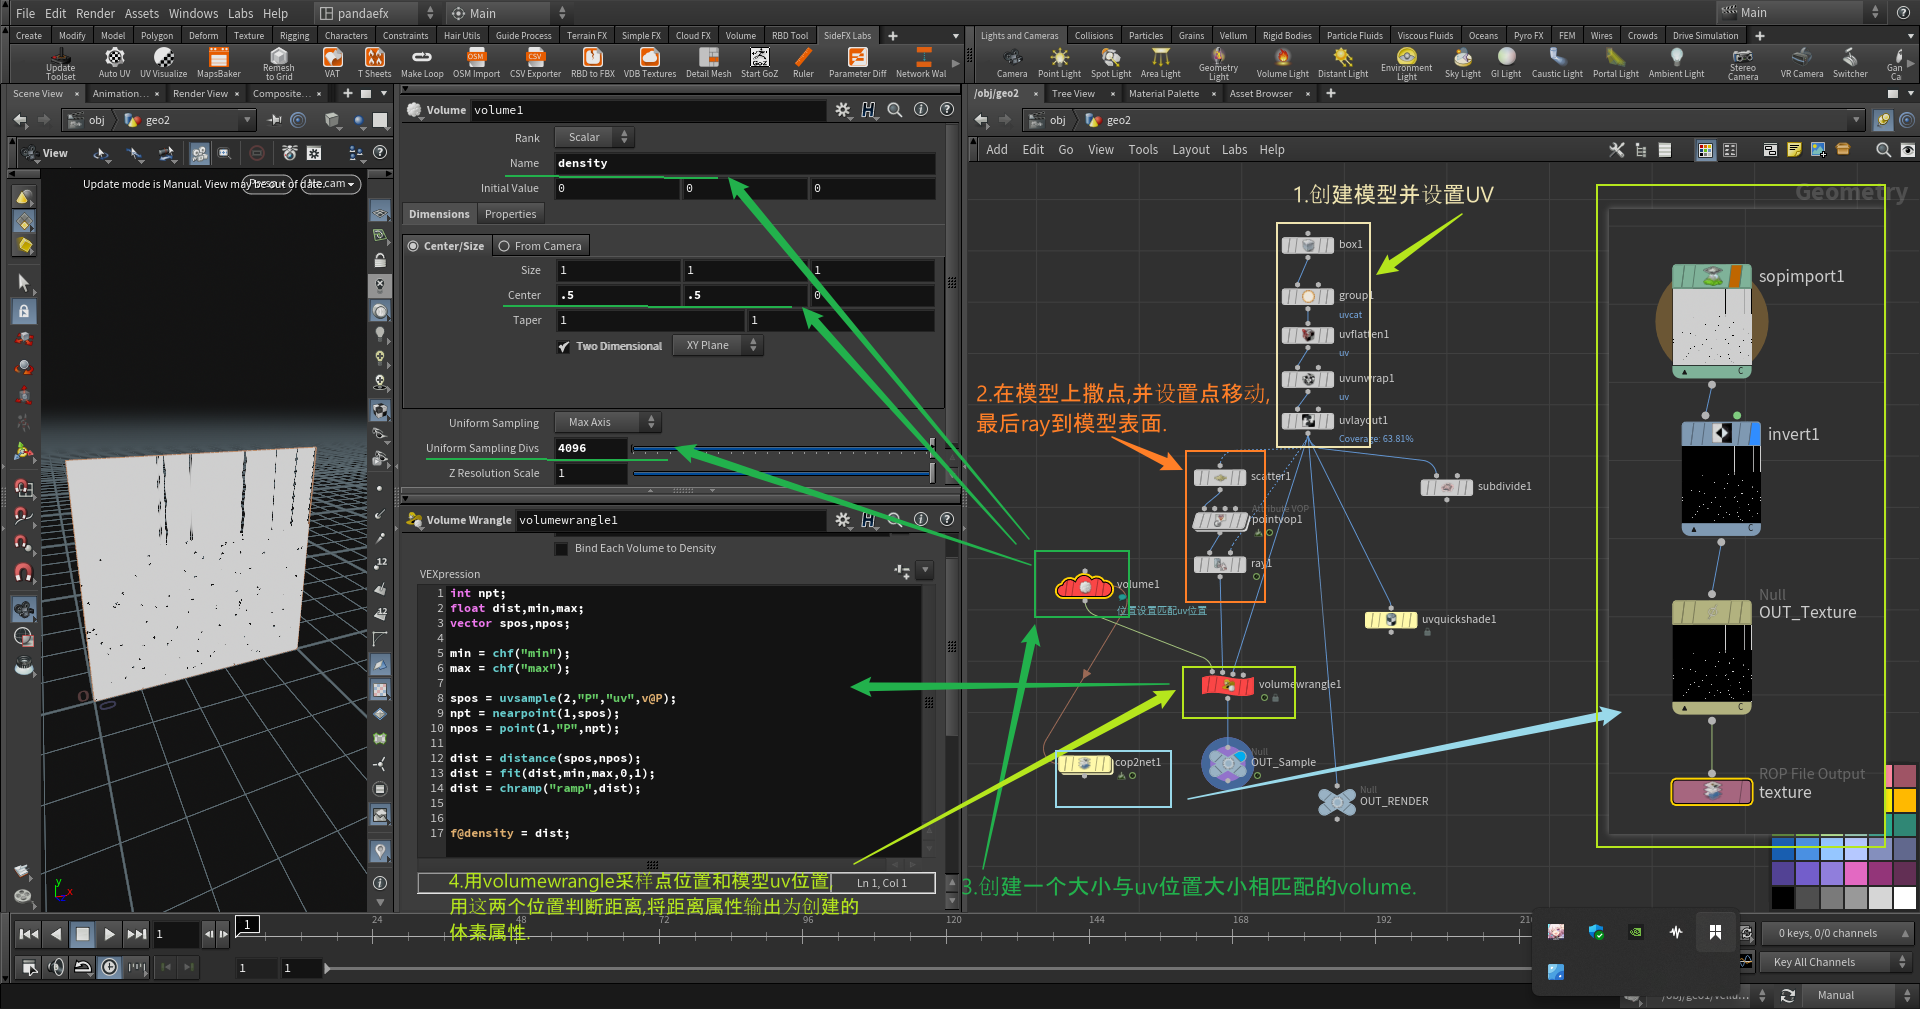 File Edit Render Assets Windows Labs Help pandaefx Main Main
Create Modify Model Polygon Deform Texture Rigging Characters Constraints Hair Utils Guide Process Terrain FX Simple FX Cloud FX Volume RBD Tool SideFX Labs
Lights and Cameras Collisions Particles Grains Vellum Rigid Bodies Particle Fluids Viscous Fluids Oceans Pyro FX FEM Wires Crowds Drive Simulation
Update Toolset Auto UV UV Visualize MapsBaker Remesh to Grid VAT T Sheets Make Loop OSM Import CSV Exporter RBD to FBX VDB Textures Detail Mesh Start GoZ Ruler Parameter Diff Network Wal
Camera Point Light Spot Light Area Light Geometry Light Volume Light Distant Light Environment Light Sky Light GI Light Caustic Light Portal Light Ambient Light Stereo Camera VR Camera Switcher Gan Ca
Scene View Animation... Render View Composite...
obj geo2
View
Update mode is Manual. View may be out of date.
Persp
cam
Volume volume1
Rank Scalar
Name density
Initial Value 0 0 0
Dimensions Properties
Center/Size From Camera
Size 1 1 1
Center .5 .5 0
Taper 1 1
Two Dimensional XY Plane
Uniform Sampling Max Axis
Uniform Sampling Divs 4096
Z Resolution Scale 1
Volume Wrangle volumewrangle1
Bind Each Volume to Density
VEXpression
1 int npt;
2 float dist,min,max;
3 vector spos,npos;
4
5 min = chf("min");
6 max = chf("max");
7
8 spos = uvsample(2,"P","uv",v@P);
9 npt = nearpoint(1,spos);
10 npos = point(1,"P",npt);
11
12 dist = distance(spos,npos);
13 dist = fit(dist,min,max,0,1);
14 dist = chramp("ramp",dist);
15
16
17 f@density = dist;
Ln 1, Col 1
4.用volumewrangle采样点位置和模型uv位置,
用这两个位置判断距离,将距离属性输出为创建的
体素属性.
/obj/geo2 Tree View Material Palette Asset Browser
obj geo2
Add Edit Go View Tools Layout Labs Help
Geometry
1.创建模型并设置UV
box1
group1
uvcat
uvflatten1
uv
uvunwrap1
uv
uvlayout1
Coverage: 63.81%
2.在模型上撒点,并设置点移动,
最后ray到模型表面.
scatter1
Attribute VOP
pointvop1
ray1
subdivide1
volume1
位置设置匹配uv位置
uvquickshade1
volumewrangle1
cop2net1
Null
OUT_Sample
Null
OUT_RENDER
3.创建一个大小与uv位置大小相匹配的volume.
sopimport1
C
invert1
C
Null
OUT_Texture
C
ROP File Output
texture
1 1 24 48 72 96 120 144 168 192 216
1 1
0 keys, 0/0 channels
Key All Channels
Manual
12
12
y
x